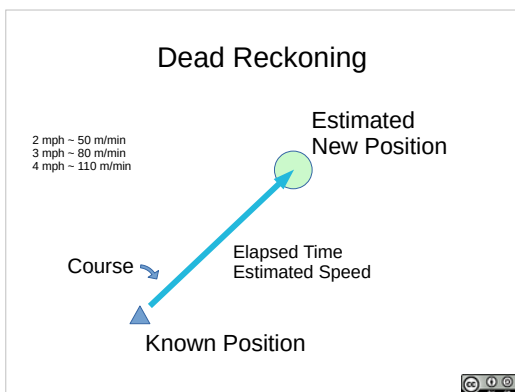 Dead Reckoning
2 mph ~ 50 m/min
3 mph ~ 80 m/min
4 mph ~ 110 m/min
Estimated
New Position
Elapsed Time
Estimated Speed
Course
Known Position
cc